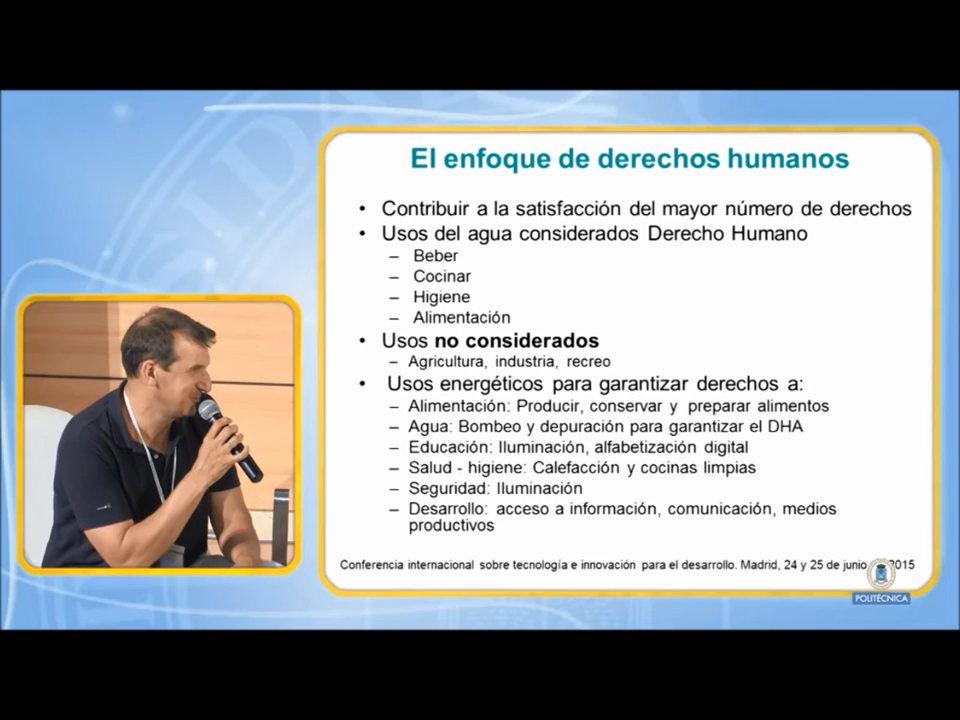 El enfoque de derechos humanos
• Contribuir a la satisfacción del mayor número de derechos
• Usos del agua considerados Derecho Humano
– Beber
– Cocinar
– Higiene
– Alimentación
• Usos no considerados
– Agricultura, industria, recreo
• Usos energéticos para garantizar derechos a:
– Alimentación: Producir, conservar y preparar alimentos
– Agua: Bombeo y depuración para garantizar el DHA
– Educación: Iluminación, alfabetización digital
– Salud - higiene: Calefacción y cocinas limpias
– Seguridad: Iluminación
– Desarrollo: acceso a información, comunicación, medios
productivos
Conferencia internacional sobre tecnología e innovación para el desarrollo. Madrid, 24 y 25 de junio 2015
POLITÉCNICA